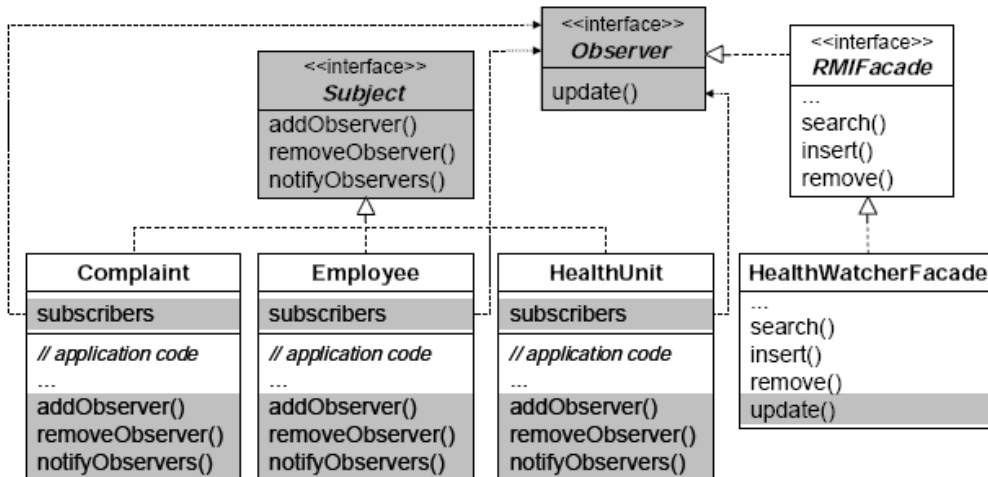 <<interface>>
Observer
update()
<<interface>>
RMIFacade
...
search()
insert()
remove()
<<interface>>
Subject
addObserver()
removeObserver()
notifyObservers()
Complaint
subscribers
// application code
...
addObserver()
removeObserver()
notifyObservers()
Employee
subscribers
// application code
...
addObserver()
removeObserver()
notifyObservers()
HealthUnit
subscribers
// application code
...
addObserver()
removeObserver()
notifyObservers()
HealthWatcherFacade
...
search()
insert()
remove()
update()